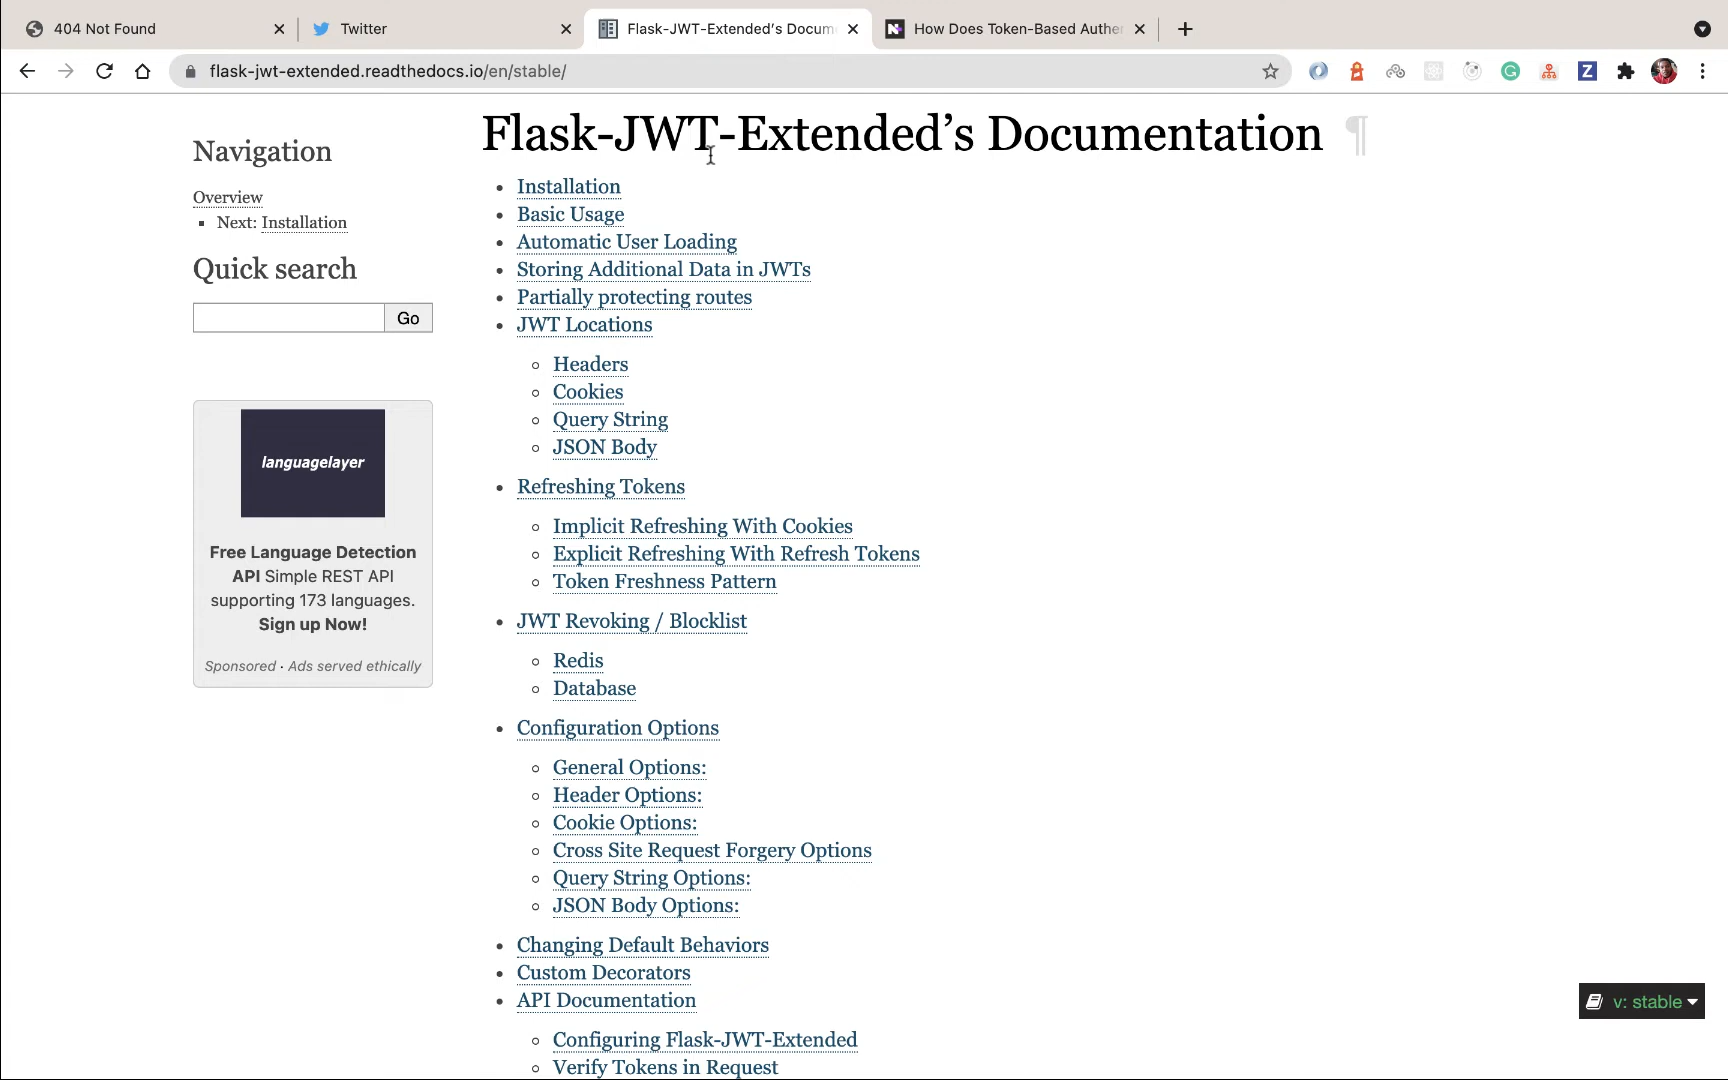 404 Not Found
Twitter
Flask-JWT-Extended's Docum
How Does Token-Based Authen
flask-jwt-extended.readthedocs.io/en/stable/
Navigation
Overview
Next: Installation
Quick search
Go
languagelayer
Free Language Detection
API Simple REST API
supporting 173 languages.
Sign up Now!
Sponsored · Ads served ethically
Flask-JWT-Extended’s Documentation ¶
Installation
Basic Usage
Automatic User Loading
Storing Additional Data in JWTs
Partially protecting routes
JWT Locations
Headers
Cookies
Query String
JSON Body
Refreshing Tokens
Implicit Refreshing With Cookies
Explicit Refreshing With Refresh Tokens
Token Freshness Pattern
JWT Revoking / Blocklist
Redis
Database
Configuration Options
General Options:
Header Options:
Cookie Options:
Cross Site Request Forgery Options
Query String Options:
JSON Body Options:
Changing Default Behaviors
Custom Decorators
API Documentation
Configuring Flask-JWT-Extended
Verify Tokens in Request
v: stable